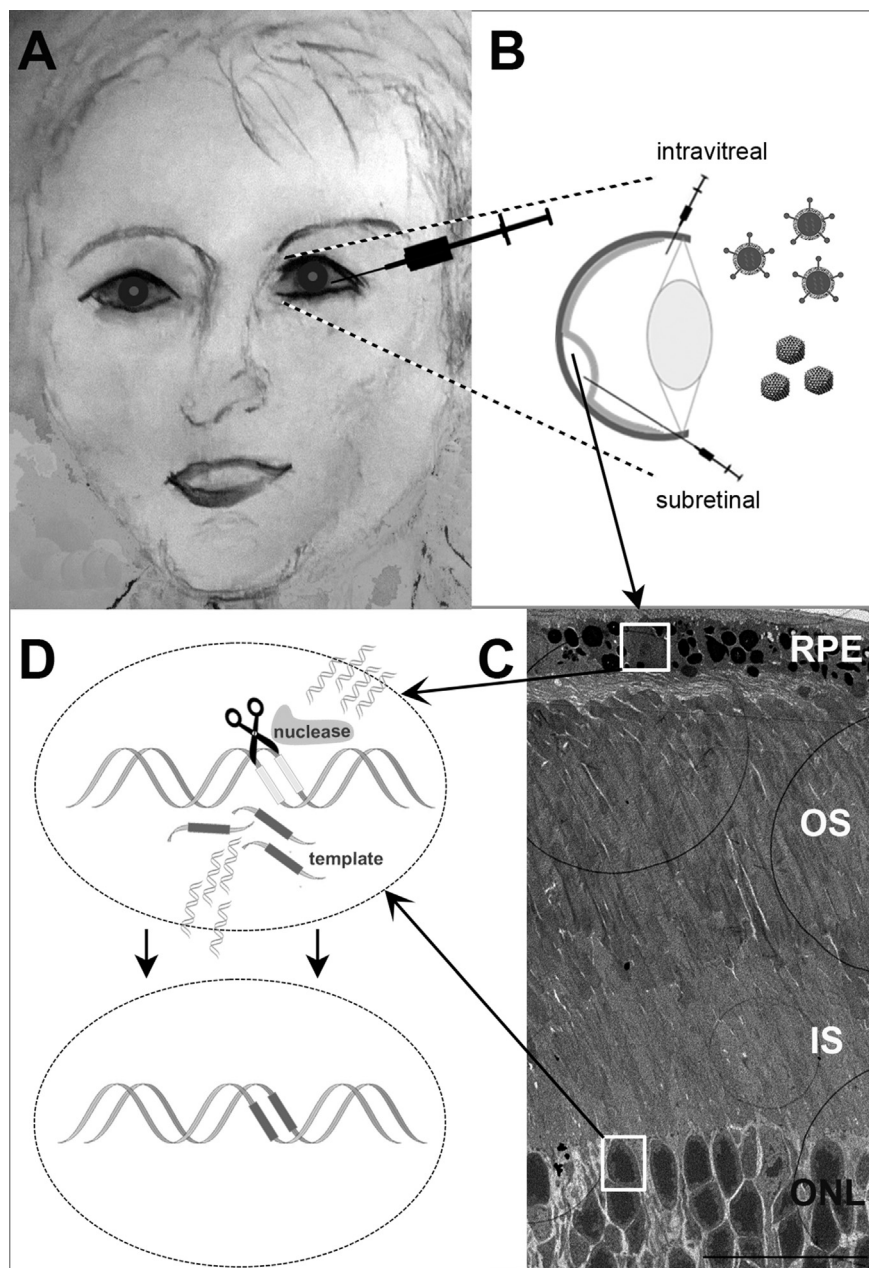 A
B
intravitreal
subretinal
D
C
RPE
nuclease
OS
template
IS
ONL